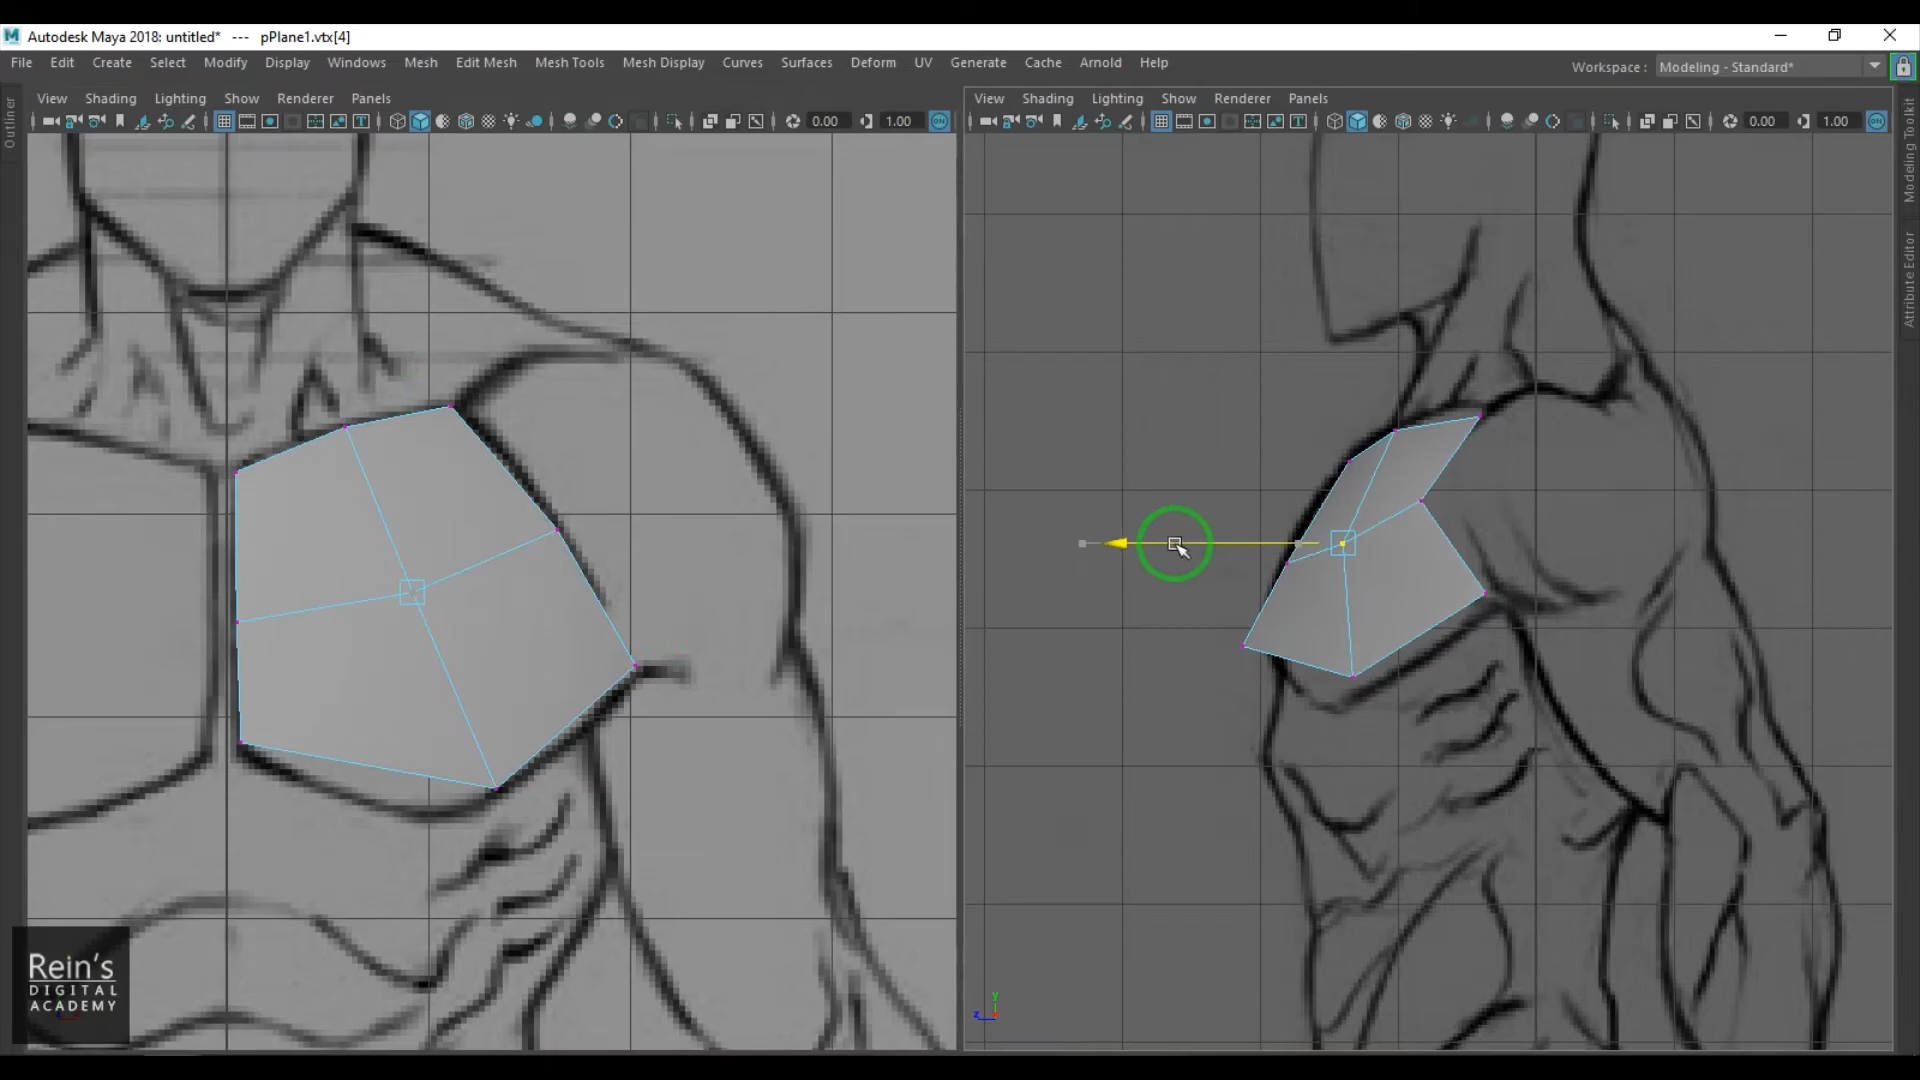 Autodesk Maya 2018: untitled* --- pPlane1.vtx[4]
File Edit Create Select Modify Display Windows Mesh Edit Mesh Mesh Tools Mesh Display Curves Surfaces Deform UV Generate Cache Arnold Help
Workspace : Modeling - Standard*
View Shading Lighting Show Renderer Panels
0.00 1.00 ON
View Shading Lighting Show Renderer Panels
0.00 1.00 ON
Outliner
Modeling Toolkit
Attribute Editor
Rein's
DIGITAL
ACADEMY
y
z